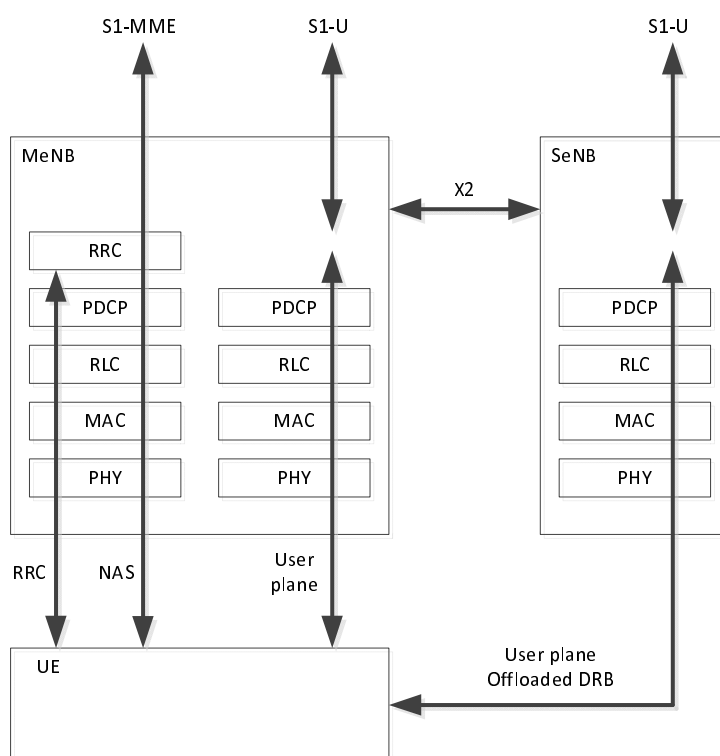 S1-MME
S1-U
S1-U
MeNB
SeNB
X2
RRC
PDCP
PDCP
PDCP
RLC
RLC
RLC
MAC
MAC
MAC
PHY
PHY
PHY
RRC
NAS
User
plane
UE
User plane
Offloaded DRB